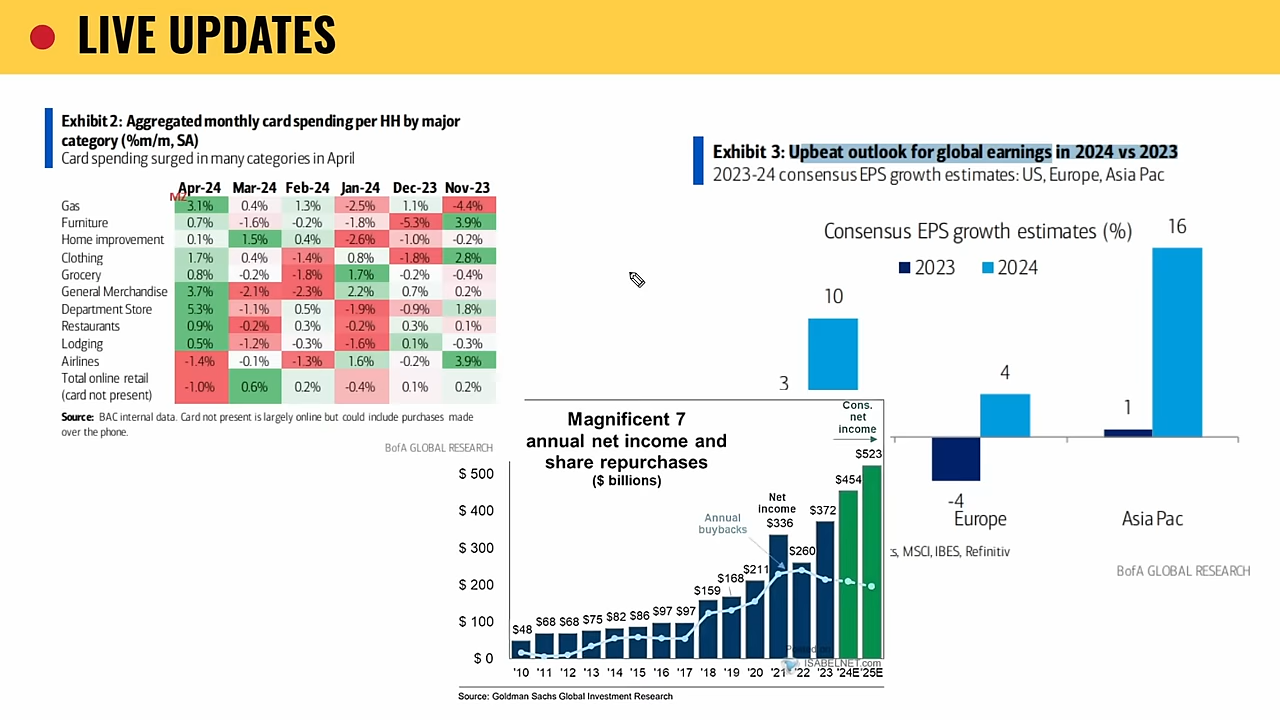 LIVE UPDATES
Exhibit 2: Aggregated monthly card spending per HH by major
category (%m/m, SA)
Card spending surged in many categories in April
M2
Apr-24 Mar-24 Feb-24 Jan-24 Dec-23 Nov-23
Gas 3.1% 0.4% 1.3% -2.5% 1.1% -4.4%
Furniture 0.7% -1.6% -0.2% -1.8% -5.3% 3.9%
Home improvement 0.1% 1.5% 0.4% -2.6% -1.0% -0.2%
Clothing 1.7% 0.4% -1.4% 0.8% -1.8% 2.8%
Grocery 0.8% -0.2% -1.8% 1.7% -0.2% -0.4%
General Merchandise 3.7% -2.1% -2.3% 2.2% 0.7% 0.2%
Department Store 5.3% -1.1% 0.5% -1.9% -0.9% 1.8%
Restaurants 0.9% -0.2% 0.3% -0.2% 0.3% 0.1%
Lodging 0.5% -1.2% -0.3% -1.6% 0.1% -0.3%
Airlines -1.4% -0.1% -1.3% 1.6% -0.2% 3.9%
Total online retail
(card not present) -1.0% 0.6% 0.2% -0.4% 0.1% 0.2%
Source: BAC internal data. Card not present is largely online but could include purchases made
over the phone.
BofA GLOBAL RESEARCH
Exhibit 3: Upbeat outlook for global earnings in 2024 vs 2023
2023-24 consensus EPS growth estimates: US, Europe, Asia Pac
Consensus EPS growth estimates (%)
2023 2024
3 10
-4 4
1 16
Europe Asia Pac
, MSCI, IBES, Refinitiv
BofA GLOBAL RESEARCH
Magnificent 7
annual net income and
share repurchases
($ billions)
Cons.
net
income
Net
income
Annual
buybacks
$ 500
$ 400
$ 300
$ 200
$ 100
$ 0
$48 $68 $68 $75 $82 $86 $97 $97 $159 $168 $211 $336 $260 $372 $454 $523
'10 '11 '12 '13 '14 '15 '16 '17 '18 '19 '20 '21 '22 '23 '24E '25E
Posted on
ISABELNET.com
Source: Goldman Sachs Global Investment Research